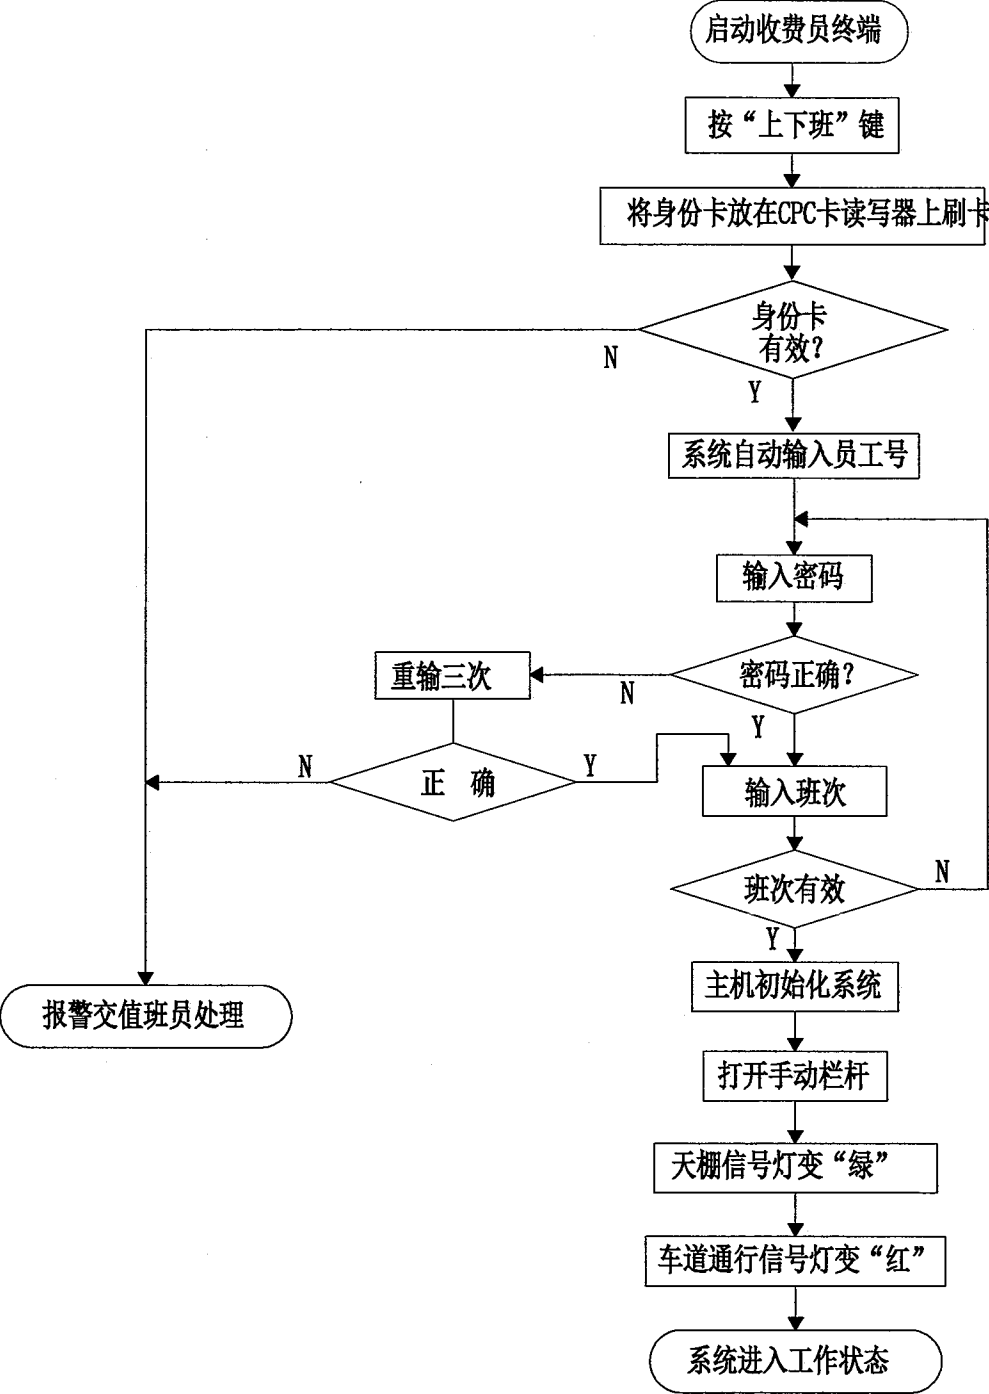 启动收费员终端
按“上下班”键
将身份卡放在CPC卡读写器上刷卡
身份卡
有效？
N
Y
系统自动输入员工号
输入密码
重输三次
密码正确？
N
Y
N
正 确
Y
输入班次
班次有效
N
Y
主机初始化系统
报警交值班员处理
打开手动栏杆
天棚信号灯变“绿”
车道通行信号灯变“红”
系统进入工作状态